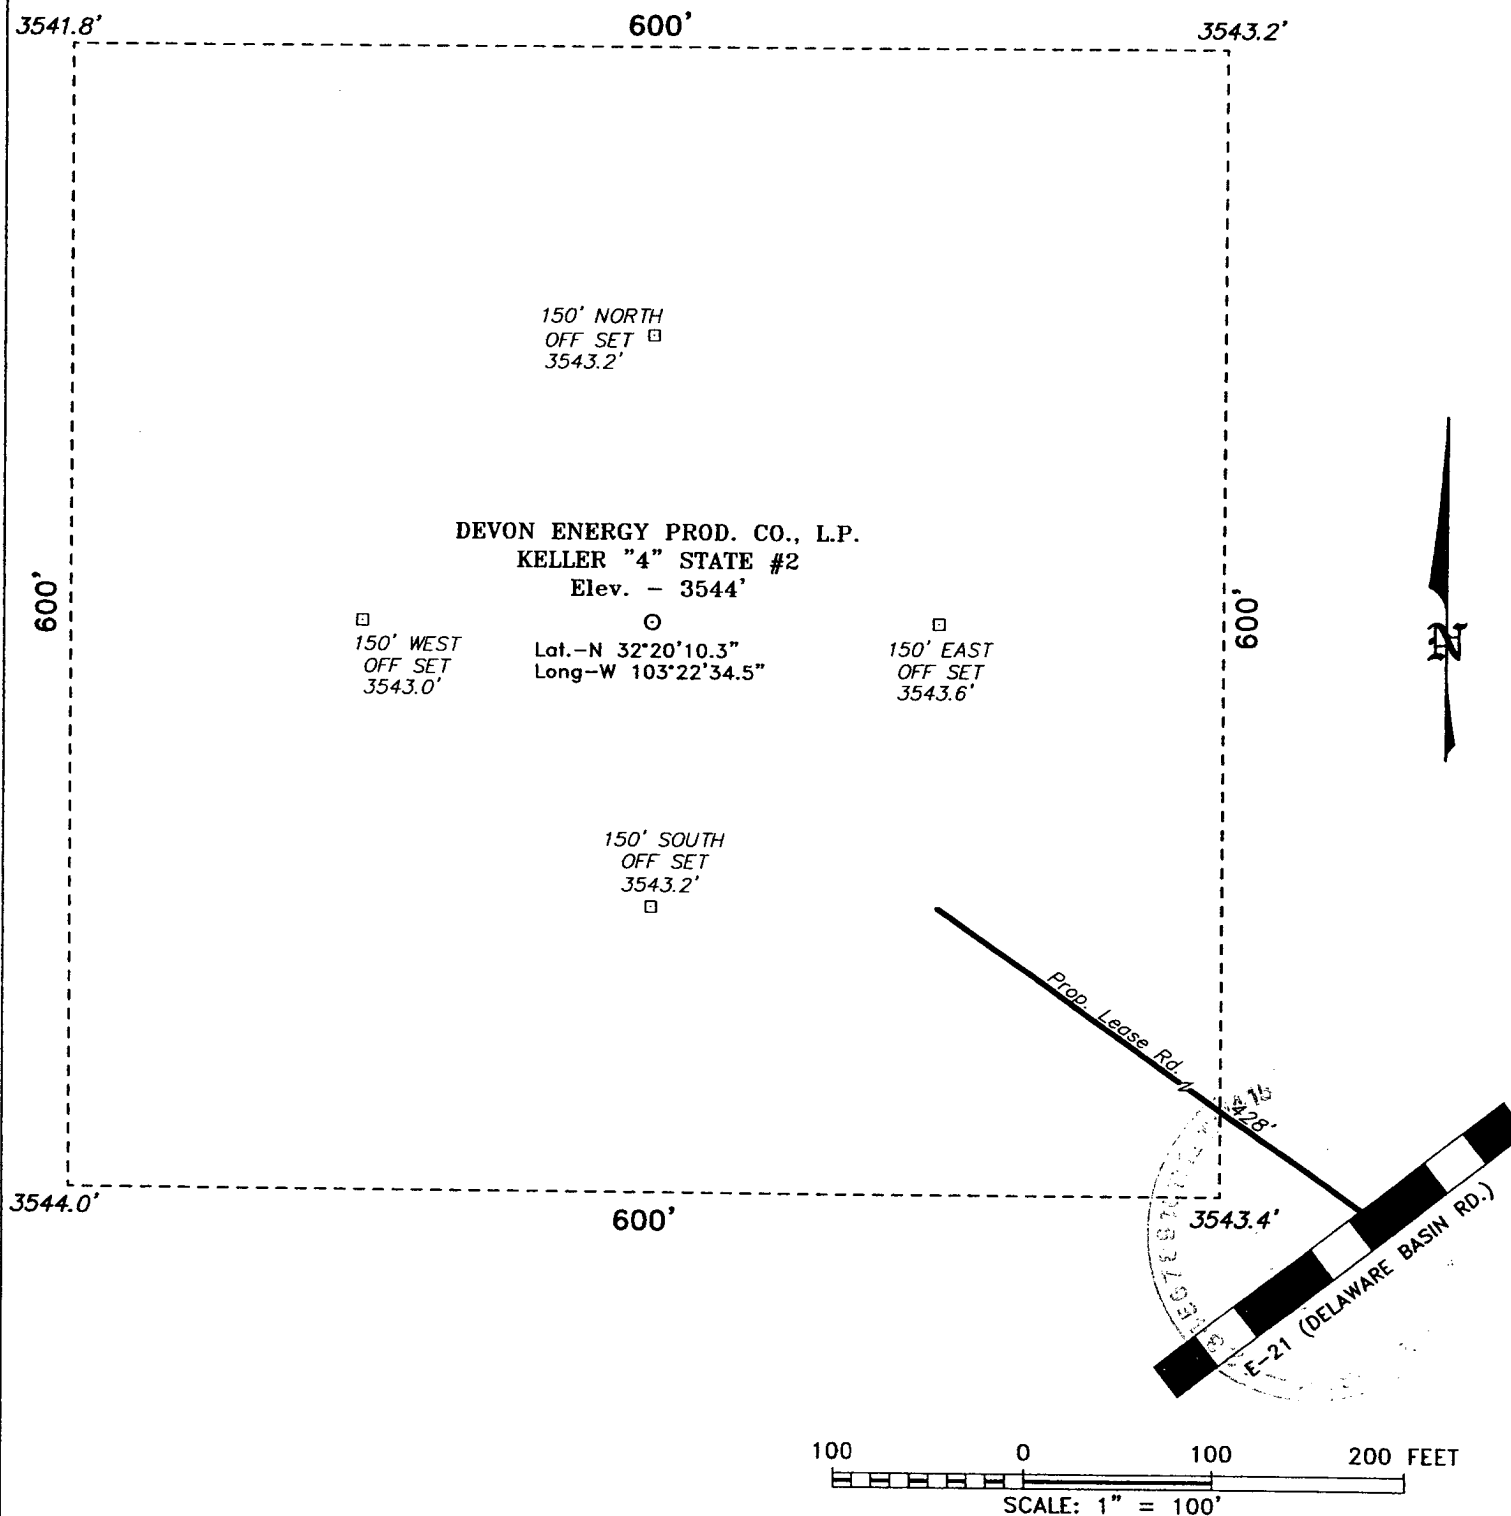 3541.8'
600'
3543.2'
150' NORTH
OFF SET
3543.2'
DEVON ENERGY PROD. CO., L.P.
KELLER "4" STATE #2
Elev. - 3544'
600'
600'
150' WEST
OFF SET
3543.0'
Lat.-N 32°20'10.3"
Long-W 103°22'34.5"
150' EAST
OFF SET
3543.6'
N
150' SOUTH
OFF SET
3543.2'
Prop. Lease Rd.
428'
3544.0'
600'
3543.4'
E-21 (DELAWARE BASIN RD.)
100 0 100 200 FEET
SCALE: 1" = 100'